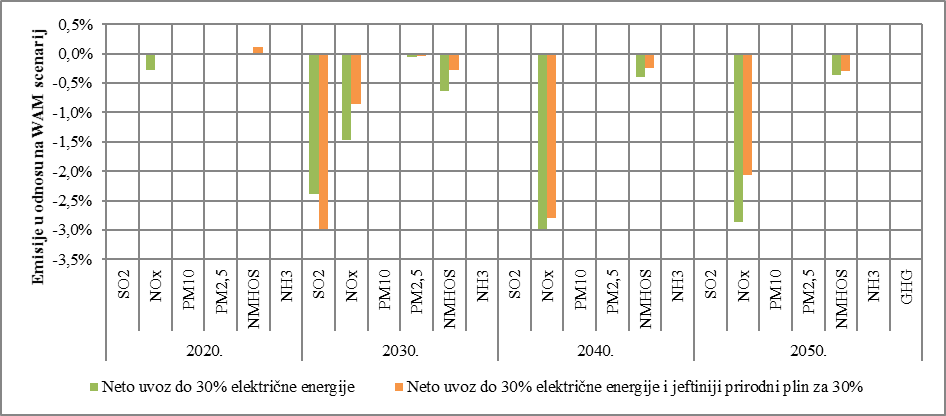 Emisije u odnosu na WAM scenarij
0,5%
0,0%
-0,5%
-1,0%
-1,5%
-2,0%
-2,5%
-3,0%
-3,5%
SO2 NOx PM10 PM2,5 NMHOS NH3 SO2 NOx PM10 PM2,5 NMHOS NH3 SO2 NOx PM10 PM2,5 NMHOS NH3 SO2 NOx PM10 PM2,5 NMHOS NH3 GHG
2020. 2030. 2040. 2050.
Neto uvoz do 30% električne energije Neto uvoz do 30% električne energije i jeftiniji prirodni plin za 30%